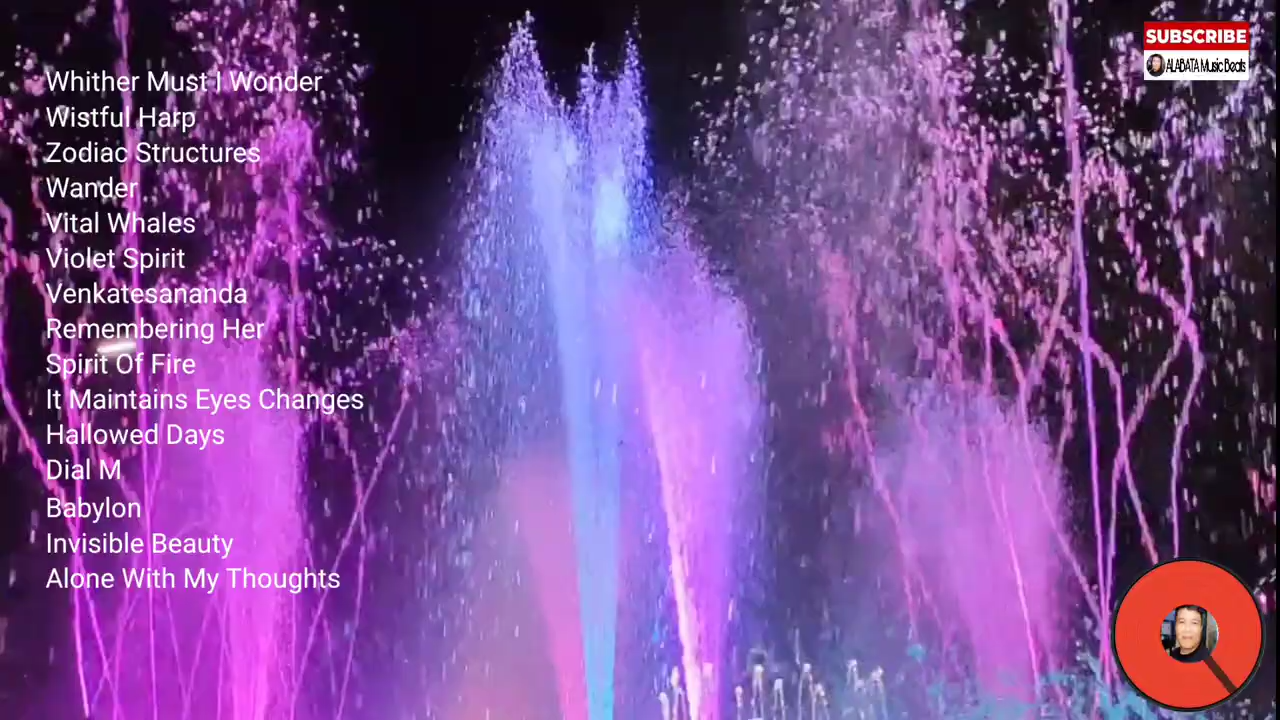 Whither Must I Wonder
Wistful Harp
Zodiac Structures
Wander
Vital Whales
Violet Spirit
Venkatesananda
Remembering Her
Spirit Of Fire
It Maintains Eyes Changes
Hallowed Days
Dial M
Babylon
Invisible Beauty
Alone With My Thoughts
SUBSCRIBE
ALABATA Music Beats